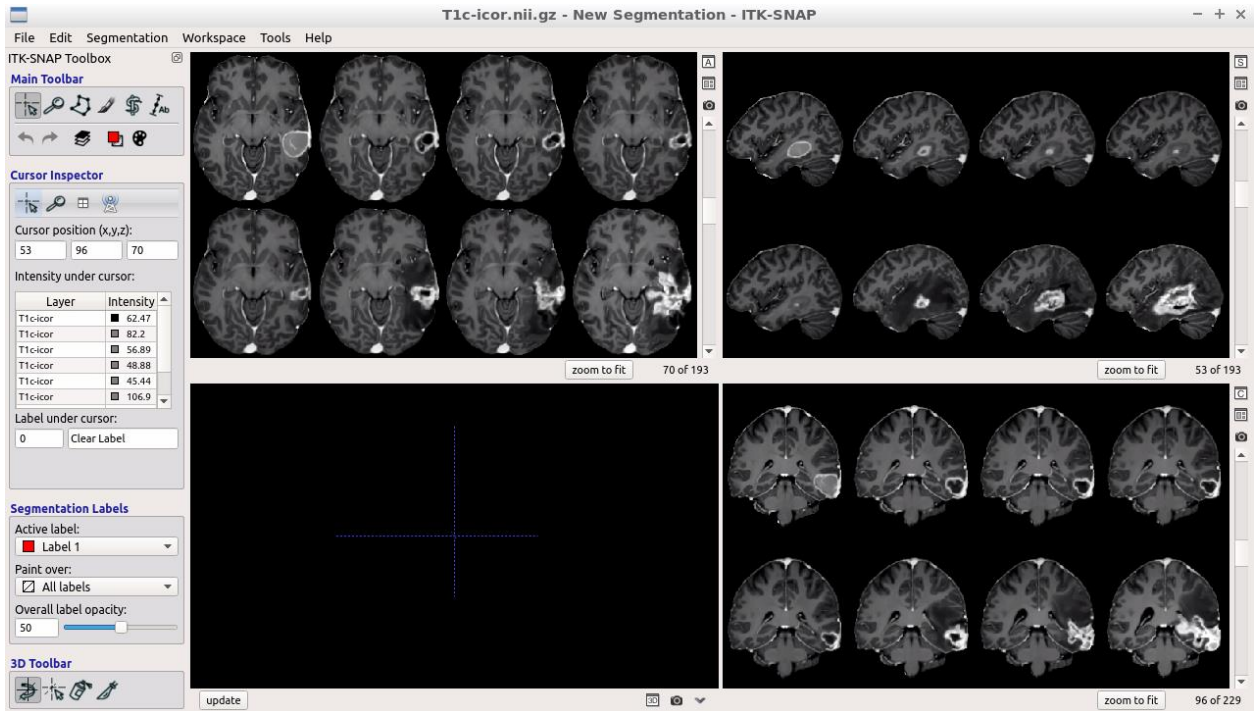 T1c-icor.nii.gz - New Segmentation - ITK-SNAP
File Edit Segmentation Workspace Tools Help
ITK-SNAP Toolbox
Main Toolbar
Ab
Cursor Inspector
Cursor position (x,y,z):
53 96 70
Intensity under cursor:
Layer Intensity
T1c-icor 62.47
T1c-icor 82.2
T1c-icor 56.89
T1c-icor 48.88
T1c-icor 45.44
T1c-icor 106.9
Label under cursor:
0 Clear Label
Segmentation Labels
Active label:
Label 1
Paint over:
All labels
Overall label opacity:
50
3D Toolbar
A
zoom to fit 70 of 193
S
zoom to fit 53 of 193
update 3D
C
zoom to fit 96 of 229